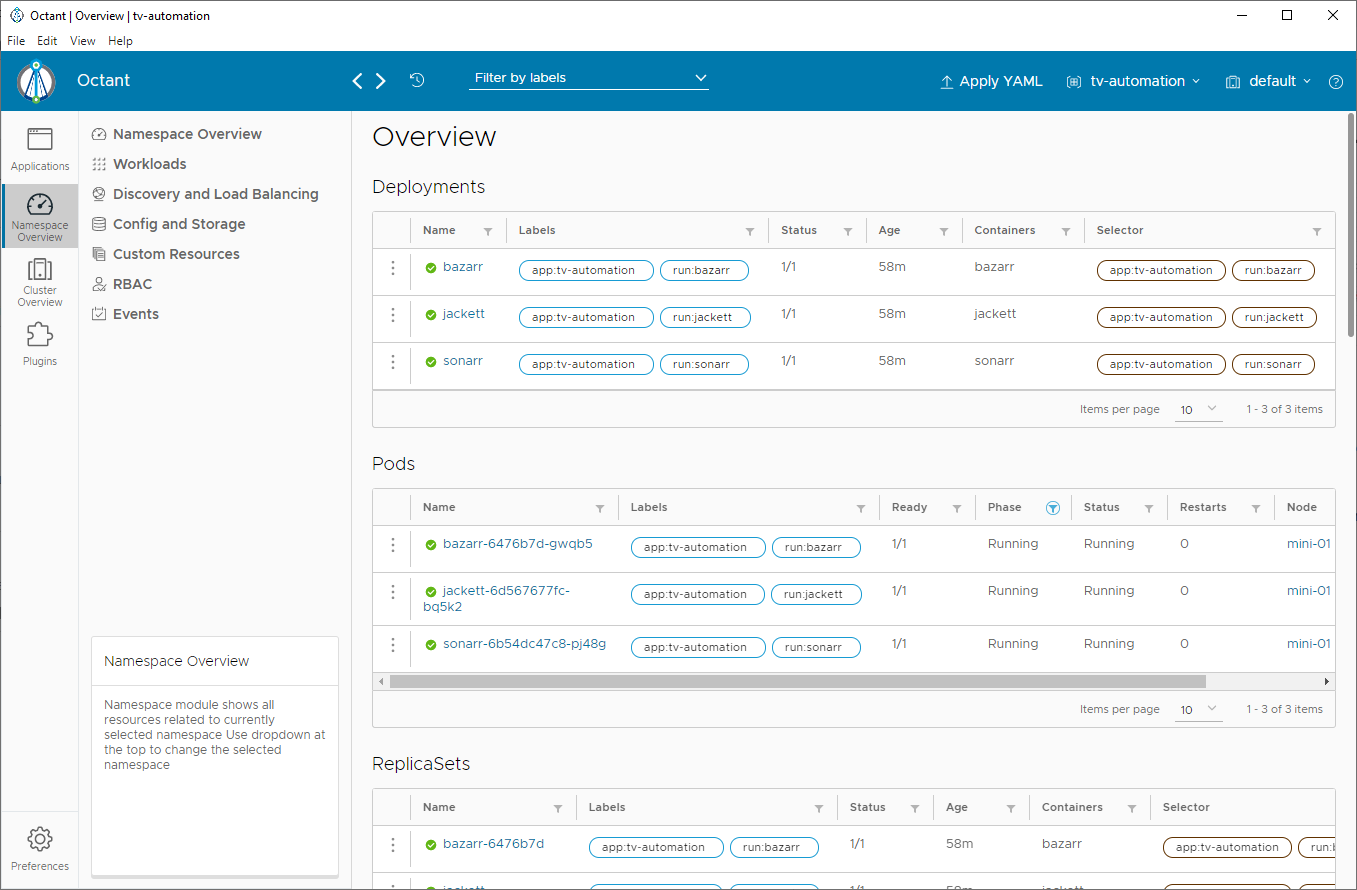 Octant | Overview | tv-automation
File Edit View Help
Octant
Filter by labels
Apply YAML
tv-automation
default
Applications
Namespace
Overview
Cluster
Overview
Plugins
Preferences
Namespace Overview
Workloads
Discovery and Load Balancing
Config and Storage
Custom Resources
RBAC
Events
Namespace Overview
Namespace module shows all
resources related to currently
selected namespace Use dropdown at
the top to change the selected
namespace
Overview
Deployments
Name Labels Status Age Containers Selector
bazarr app:tv-automation run:bazarr 1/1 58m bazarr app:tv-automation run:bazarr
jackett app:tv-automation run:jackett 1/1 58m jackett app:tv-automation run:jackett
sonarr app:tv-automation run:sonarr 1/1 58m sonarr app:tv-automation run:sonarr
Items per page 10 1 - 3 of 3 items
Pods
Name Labels Ready Phase Status Restarts Node
bazarr-6476b7d-gwqb5 app:tv-automation run:bazarr 1/1 Running Running 0 mini-01
jackett-6d567677fc-
bq5k2 app:tv-automation run:jackett 1/1 Running Running 0 mini-01
sonarr-6b54dc47c8-pj48g app:tv-automation run:sonarr 1/1 Running Running 0 mini-01
Items per page 10 1 - 3 of 3 items
ReplicaSets
Name Labels Status Age Containers Selector
bazarr-6476b7d app:tv-automation run:bazarr 1/1 58m bazarr app:tv-automation